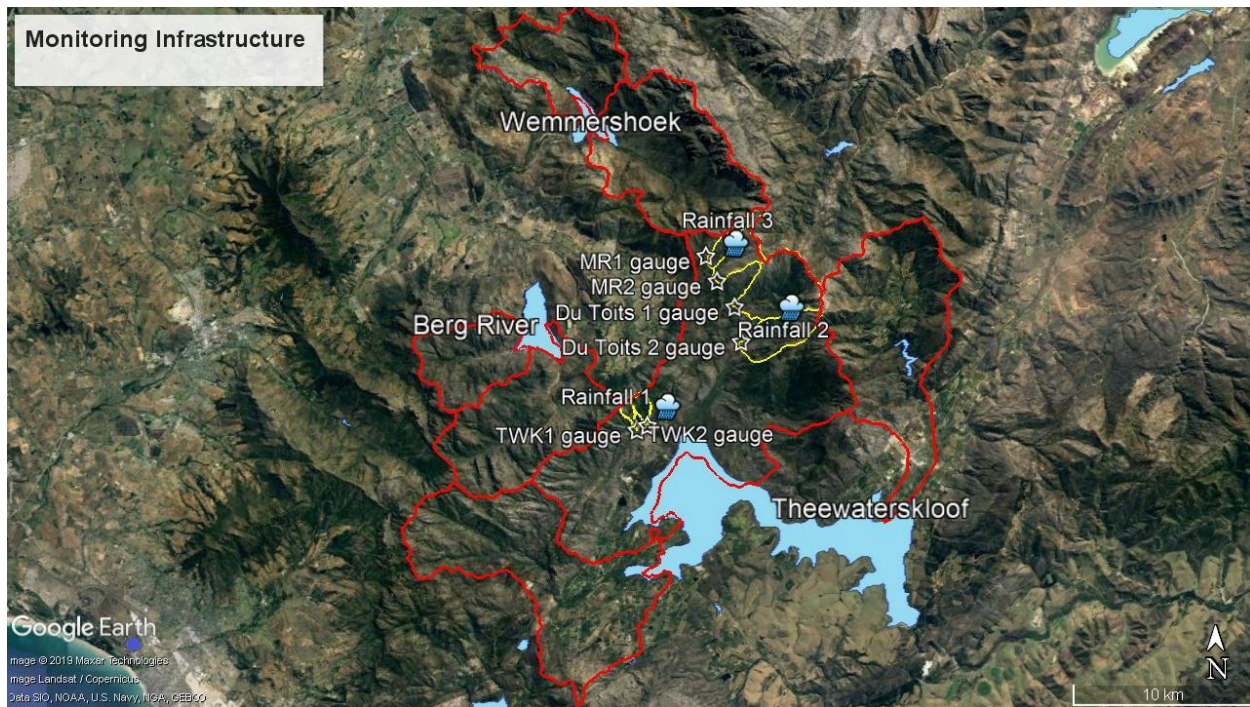 Monitoring Infrastructure
Wemmershoek
Rainfall 3
MR1 gauge
MR2 gauge
Du Toits 1 gauge
Berg River
Rainfall 2
Du Toits 2 gauge
Rainfall 1
TWK1 gauge
TWK2 gauge
Theewaterskloof
Google Earth
mage © 2019 Maxar Technologies
mage Landsat / Copernicus
Data SIO, NOAA, U.S. Navy, NGA, GEBCO
N
10 km